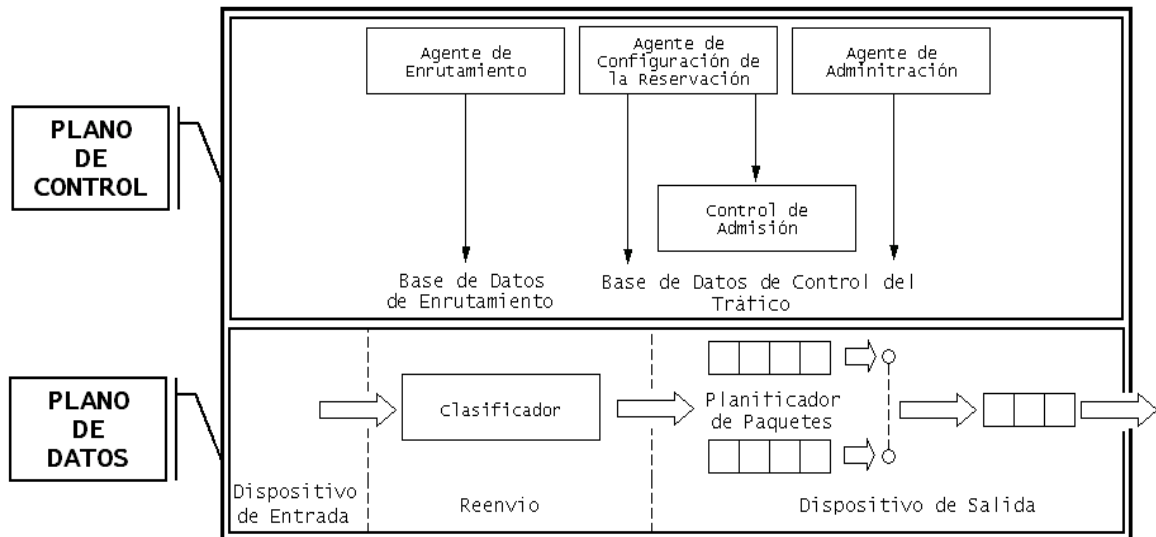 PLANO
DE
CONTROL
Agente de
Enrutamiento
Agente de
Configuración de
la Reservación
Agente de
Adminitración
Control de
Admisión
Base de Datos
de Enrutamiento
Base de Datos de Control del
Tráfico
PLANO
DE
DATOS
Clasificador
Planificador
de Paquetes
Dispositivo
de Entrada
Reenvio
Dispositivo de Salida